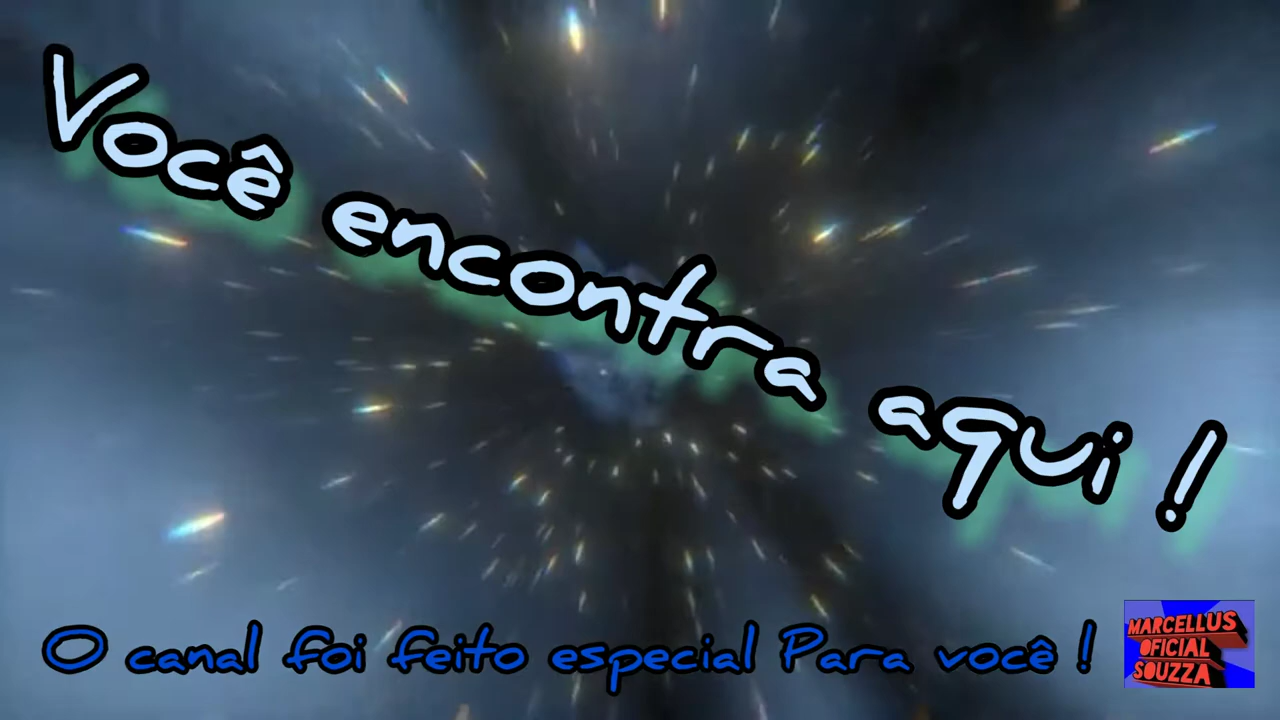 Você encontra aqui !
O canal foi feito especial Para você !
MARCELLUS
OFICIAL
SOUZZA